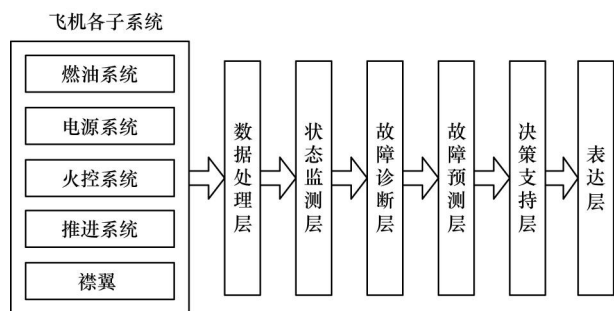 飞机各子系统
燃油系统
电源系统
火控系统
推进系统
襟翼
数据处理层
状态监测层
故障诊断层
故障预测层
决策支持层
表达层